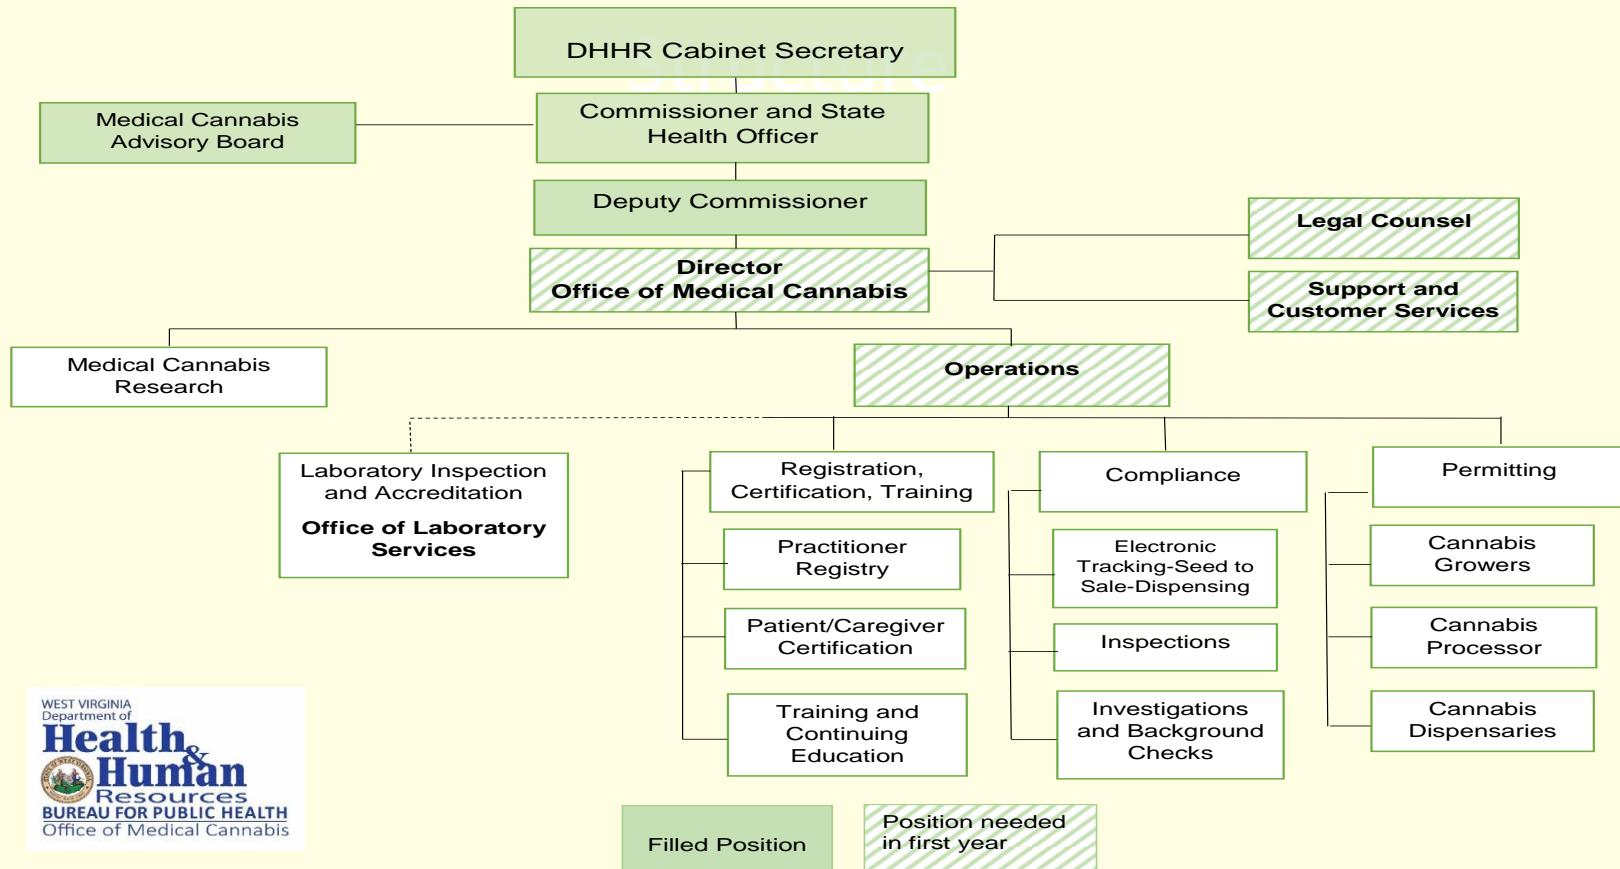 Structure
DHHR Cabinet Secretary
Commissioner and State
Health Officer
Medical Cannabis
Advisory Board
Deputy Commissioner
Legal Counsel
Director
Office of Medical Cannabis
Support and
Customer Services
Medical Cannabis
Research
Operations
Laboratory Inspection
and Accreditation
Office of Laboratory
Services
Registration,
Certification, Training
Practitioner
Registry
Patient/Caregiver
Certification
Training and
Continuing
Education
Compliance
Electronic
Tracking-Seed to
Sale-Dispensing
Inspections
Investigations
and Background
Checks
Permitting
Cannabis
Growers
Cannabis
Processor
Cannabis
Dispensaries
WEST VIRGINIA
Department of
Health
&
Human
Resources
BUREAU FOR PUBLIC HEALTH
Office of Medical Cannabis
Filled Position
Position needed
in first year